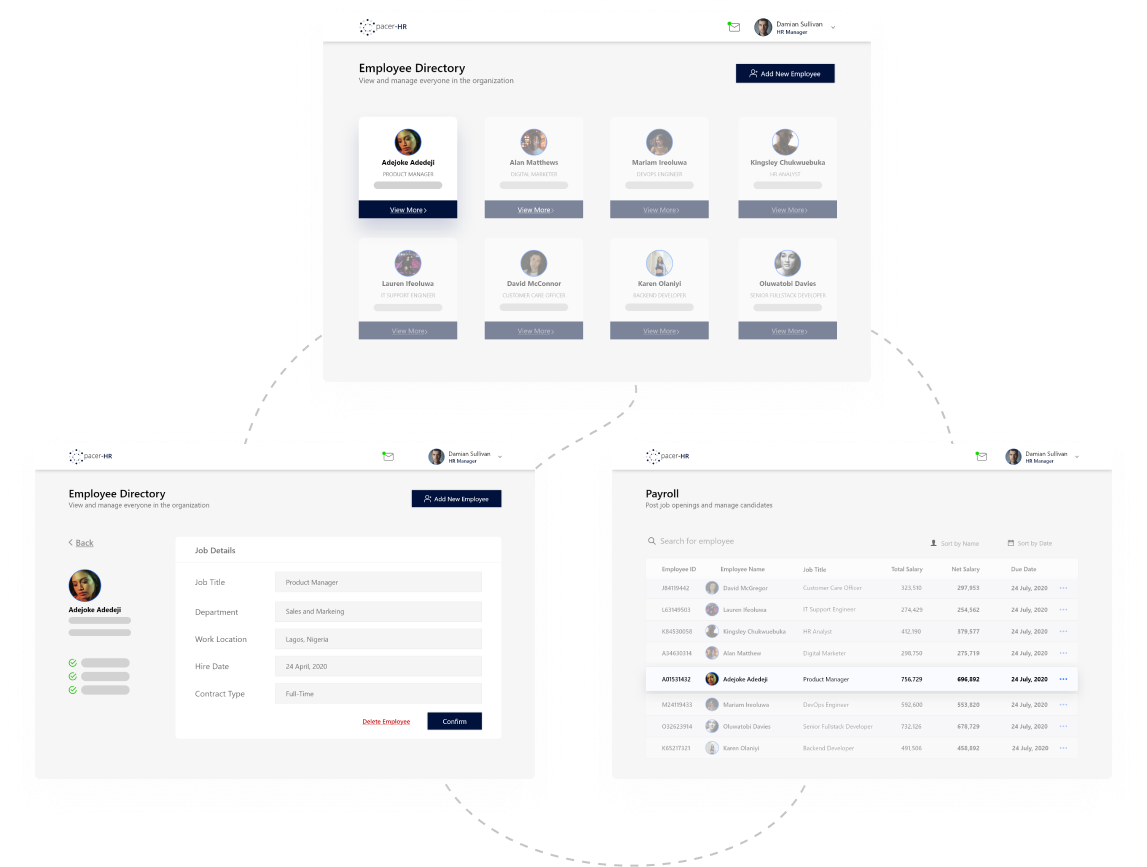 pacer-HR
Damian Sullivan
HR Manager
Employee Directory
View and manage everyone in the organization
Add New Employee
Adejoke Adedeji
PRODUCT MANAGER
View More >
Alan Matthews
DIGITAL MARKETER
View More >
Mariam Ireoluwa
DEVOPS ENGINEER
View More >
Kingsley Chukwuebuka
HR ANALYST
View More >
Lauren Ifeoluwa
IT SUPPORT ENGINEER
View More >
David McConnor
CUSTOMER CARE OFFICER
View More >
Karen Olaniyi
BACKEND DEVELOPER
View More >
Oluwatobi Davies
SENIOR FULLSTACK DEVELOPER
View More >
pacer-HR
Damian Sullivan
HR Manager
Employee Directory
View and manage everyone in the organization
Add New Employee
< Back
Adejoke Adedeji
Job Details
Job Title Product Manager
Department Sales and Markeing
Work Location Lagos, Nigeria
Hire Date 24 April, 2020
Contract Type Full-Time
Delete Employee Confirm
pacer-HR
Damian Sullivan
HR Manager
Payroll
Post job openings and manage candidates
Search for employee Sort by Name Sort by Date
Employee ID Employee Name Job Title Total Salary Net Salary Due Date
J84119442 David McGregor Customer Care Officer 323,510 297,953 24 July, 2020 ...
L63149503 Lauren Ifeoluwa IT Support Engineer 274,429 254,562 24 July, 2020 ...
K84530058 Kingsley Chukwuebuka HR Analyst 412,190 379,577 24 July, 2020 ...
A34630314 Alan Matthew Digital Marketer 298,750 275,719 24 July, 2020 ...
A01531432 Adejoke Adedeji Product Manager 756,729 696,892 24 July, 2020 ...
M24119433 Mariam Ireoluwa DevOps Engineer 592,600 553,820 24 July, 2020 ...
O32623914 Oluwatobi Davies Senior Fullstack Developer 732,126 678,729 24 July, 2020 ...
K65217321 Karen Olaniyi Backend Developer 491,506 458,892 24 July, 2020 ...